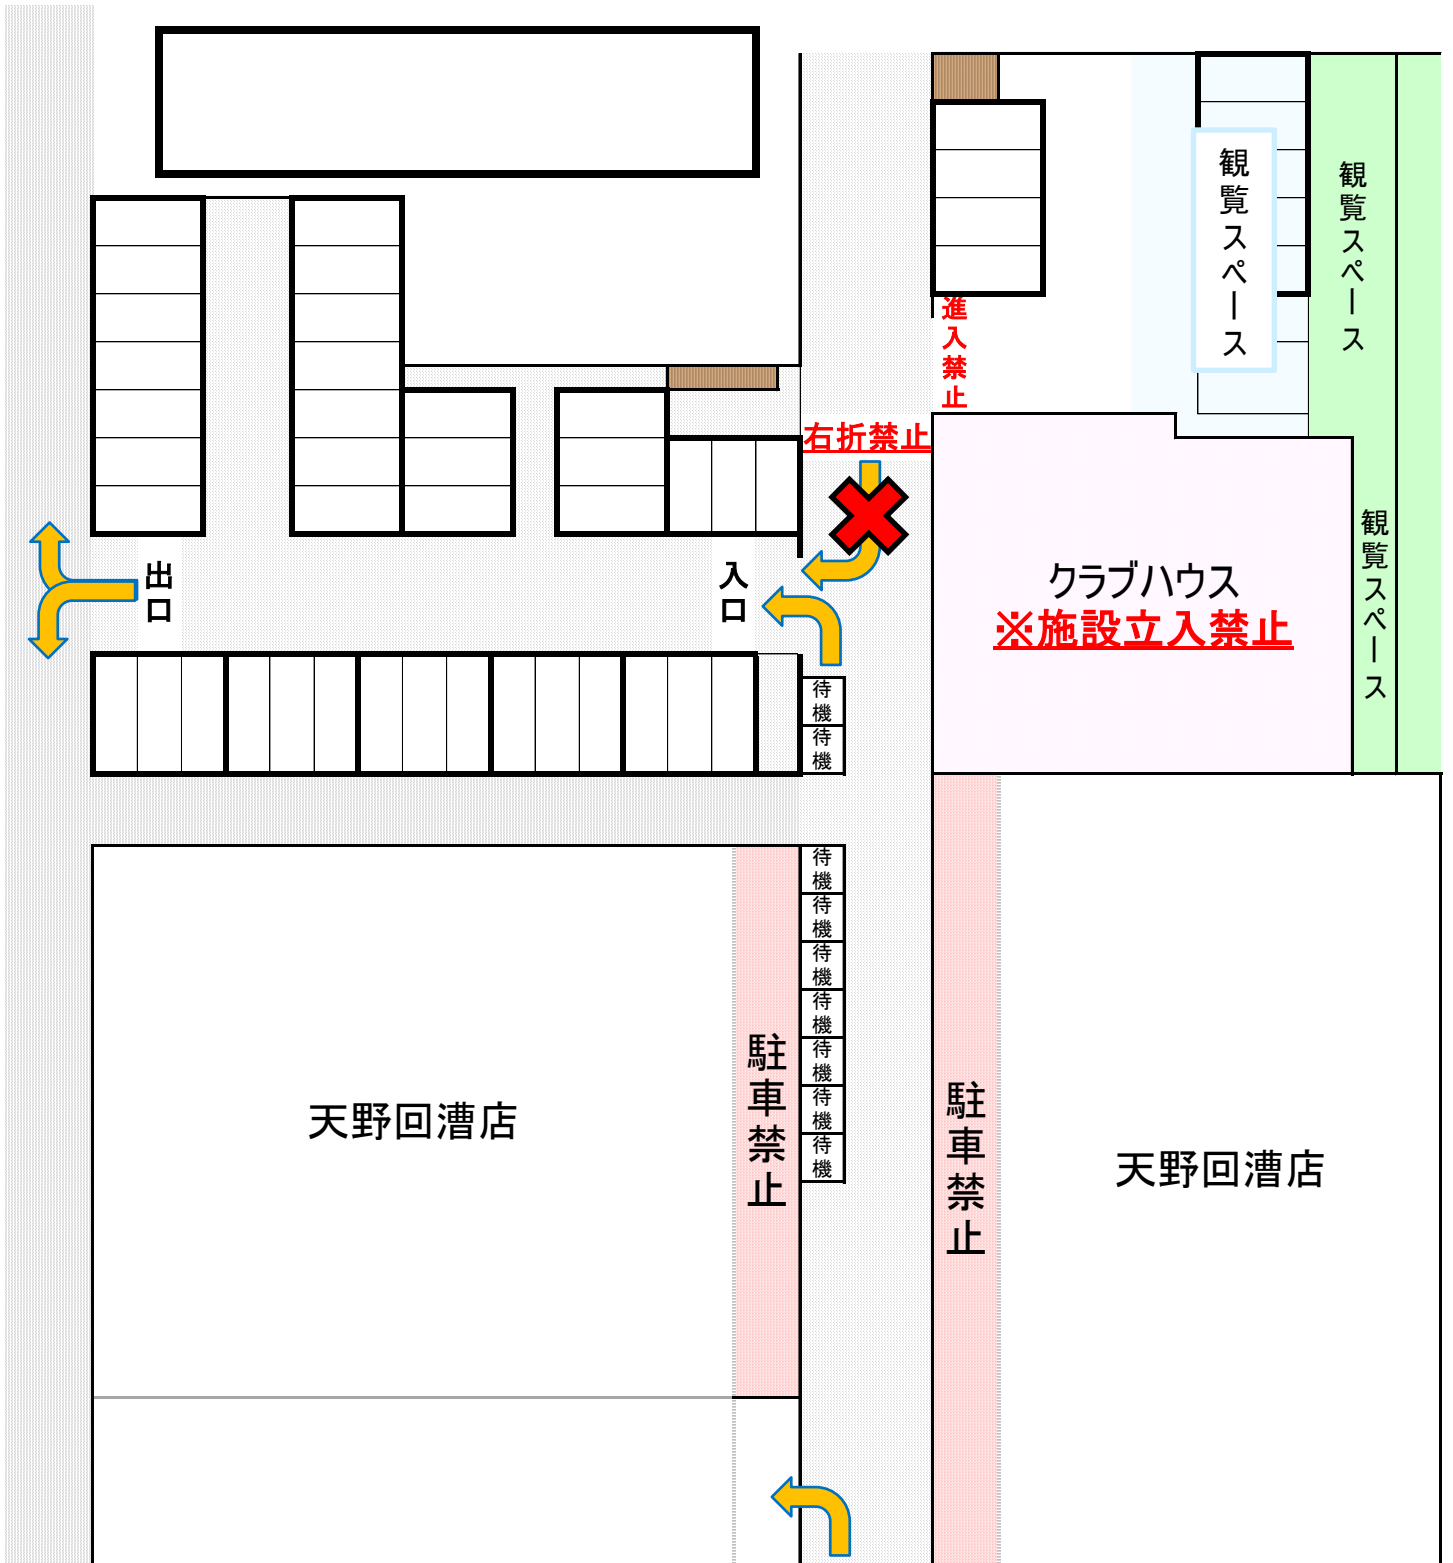 観覧スペース
観覧スペース
進入禁止
右折禁止
出口
入口
クラブハウス
※施設立入禁止
観覧スペース
待機
待機
待機
待機
待機
待機
待機
待機
待機
駐車禁止
駐車禁止
天野回漕店
天野回漕店